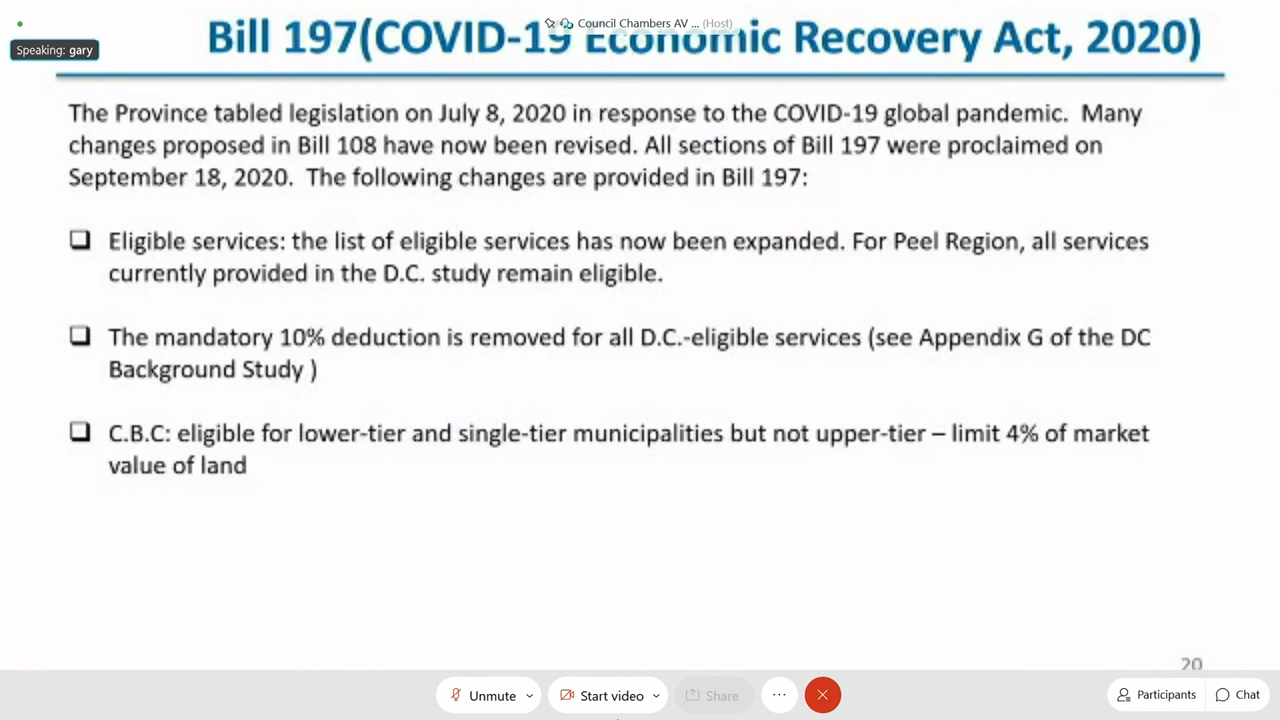 Council Chambers AV ... (Host)
Speaking: gary
Bill 197(COVID-19 Economic Recovery Act, 2020)
The Province tabled legislation on July 8, 2020 in response to the COVID-19 global pandemic.  Many
changes proposed in Bill 108 have now been revised. All sections of Bill 197 were proclaimed on
September 18, 2020.  The following changes are provided in Bill 197:
❑ Eligible services: the list of eligible services has now been expanded. For Peel Region, all services
currently provided in the D.C. study remain eligible.
❑ The mandatory 10% deduction is removed for all D.C.-eligible services (see Appendix G of the DC
Background Study )
❑ C.B.C: eligible for lower-tier and single-tier municipalities but not upper-tier – limit 4% of market
value of land
20
Unmute Start video Share ... Participants Chat